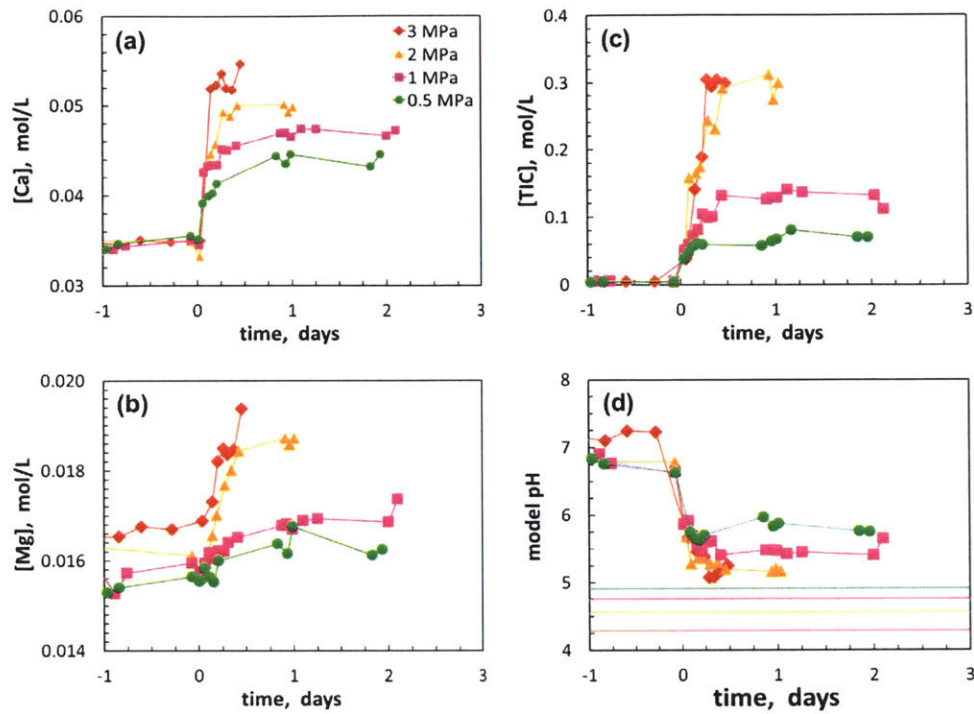 (a)
3 MPa
2 MPa
1 MPa
0.5 MPa
[Ca], mol/L
0.06
0.05
0.04
0.03
-1 0 1 2 3
time, days
(c)
[TIC], mol/L
0.4
0.3
0.2
0.1
0
-1 0 1 2 3
time, days
(b)
[Mg], mol/L
0.020
0.018
0.016
0.014
-1 0 1 2 3
time, days
(d)
model pH
8
7
6
5
4
-1 0 1 2 3
time, days